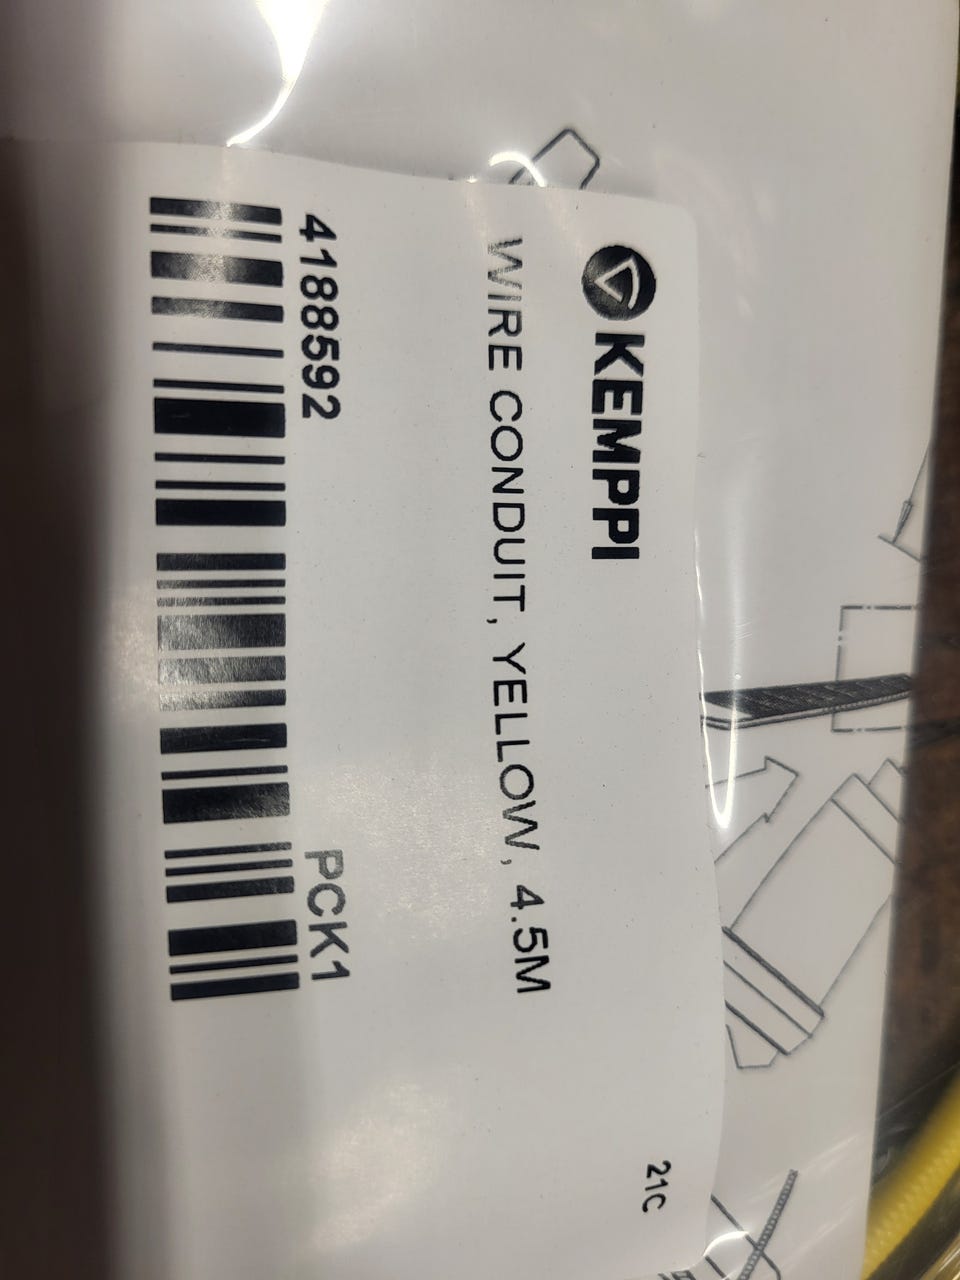 KEMPPI
21C
WIRE CONDUIT, YELLOW, 4.5M
4188592
PCK1